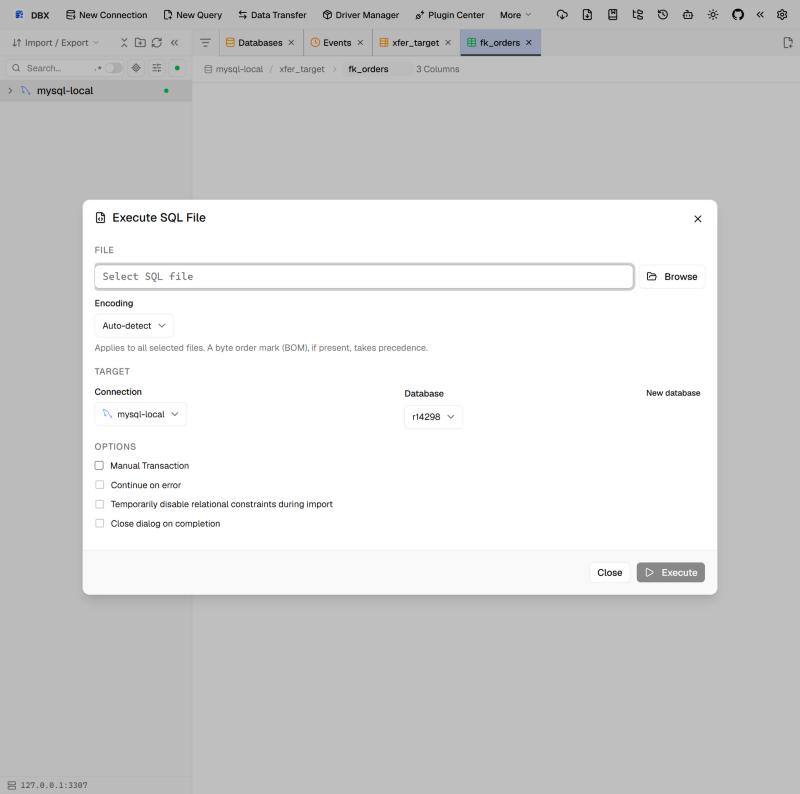 DBX New Connection New Query Data Transfer Driver Manager Plugin Center More
Import / Export Databases Events xfer_target fk_orders
Search... .* mysql-local / xfer_target > fk_orders 3 Columns
mysql-local
Execute SQL File
FILE
Select SQL file Browse
Encoding
Auto-detect
Applies to all selected files. A byte order mark (BOM), if present, takes precedence.
TARGET
Connection Database New database
mysql-local r14298
OPTIONS
Manual Transaction
Continue on error
Temporarily disable relational constraints during import
Close dialog on completion
Close Execute
127.0.0.1:3307